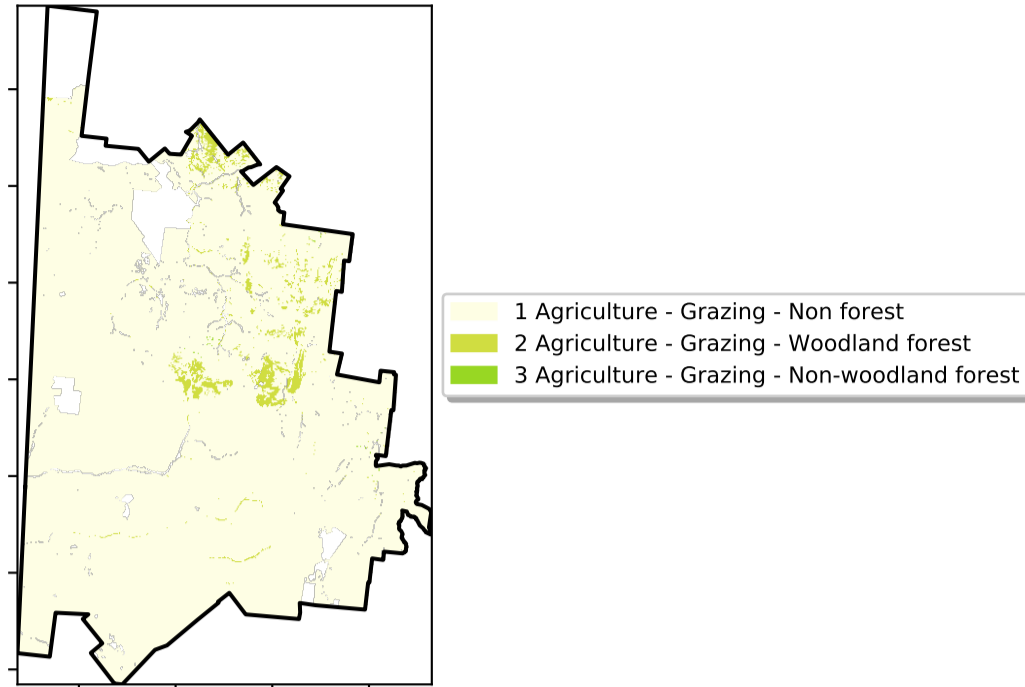 1 Agriculture - Grazing - Non forest
2 Agriculture - Grazing - Woodland forest
3 Agriculture - Grazing - Non-woodland forest